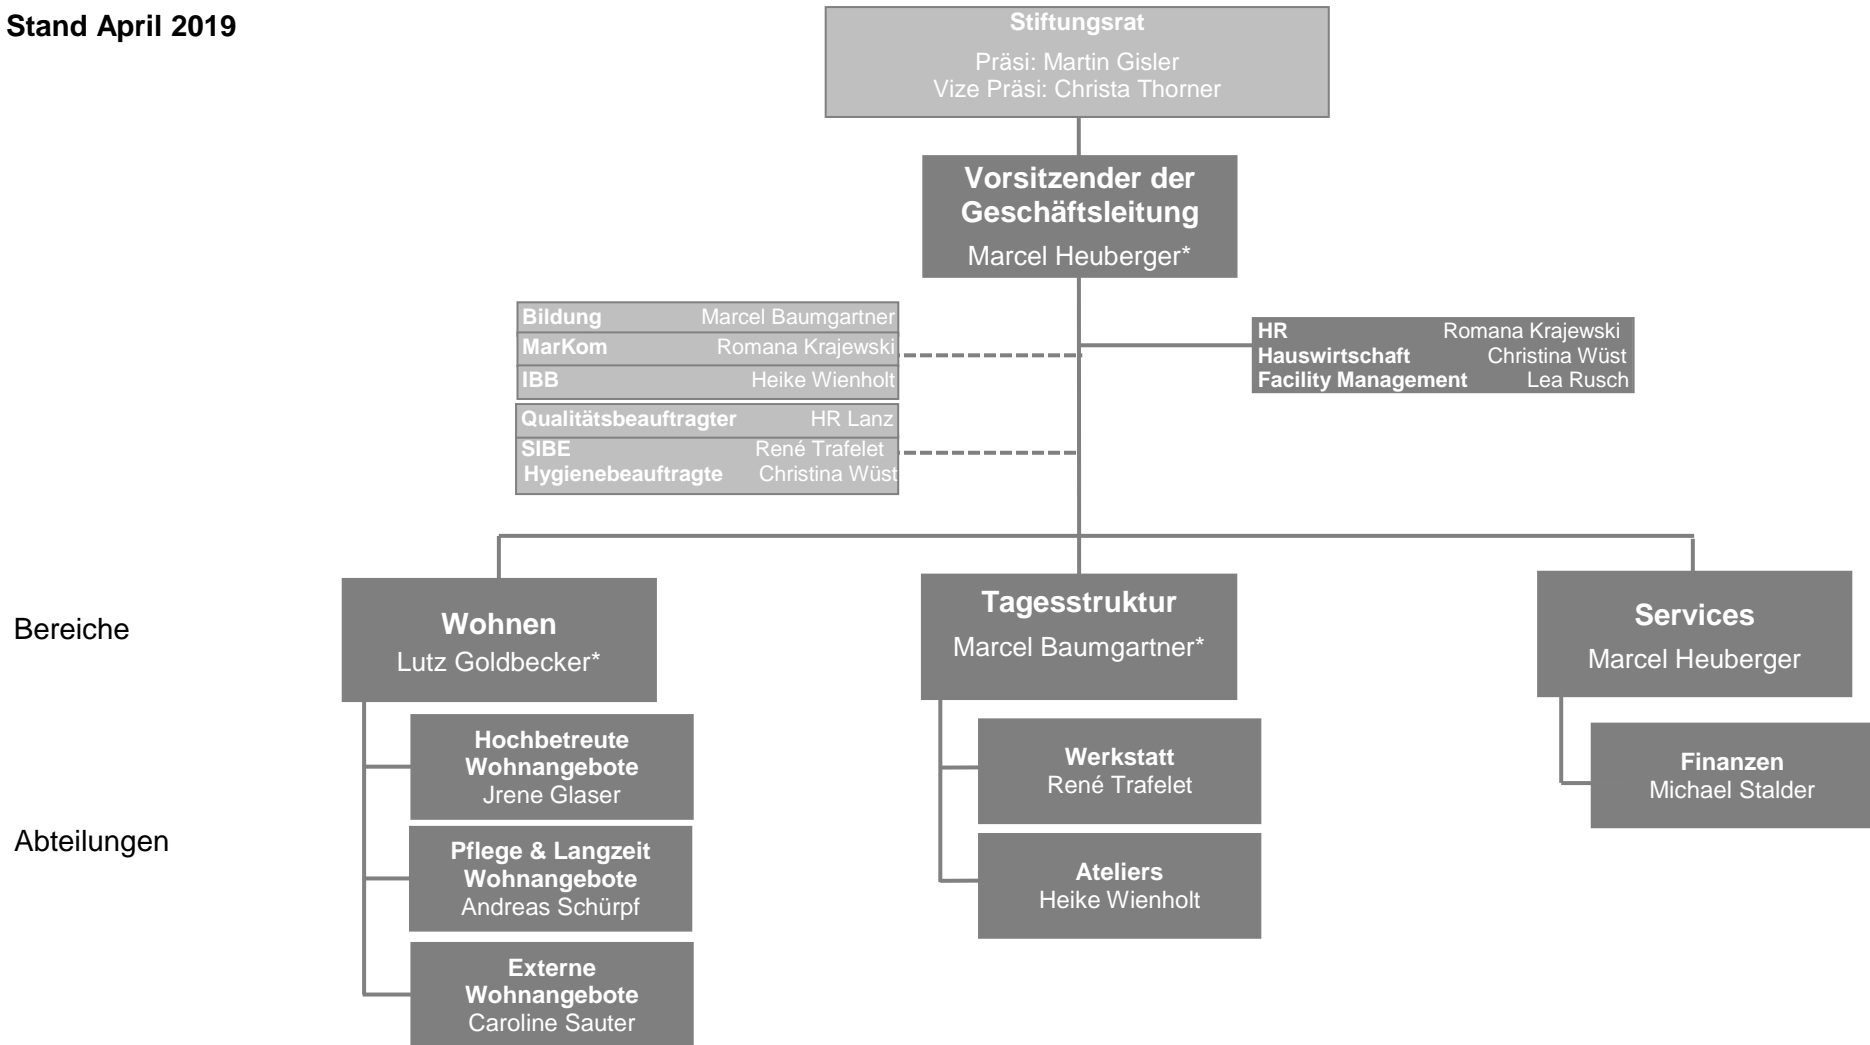 Stand April 2019
Stiftungsrat
Präsi: Martin Gisler
Vize Präsi: Christa Thorner
Vorsitzender der
Geschäftsleitung
Marcel Heuberger*
Bildung Marcel Baumgartner
MarKom Romana Krajewski
IBB Heike Wienholt
Qualitätsbeauftragter HR Lanz
SIBE René Trafelet
Hygienebeauftragte Christina Wüst
HR Romana Krajewski
Hauswirtschaft Christina Wüst
Facility Management Lea Rusch
Bereiche
Wohnen
Lutz Goldbecker*
Tagesstruktur
Marcel Baumgartner*
Services
Marcel Heuberger
Abteilungen
Hochbetreute
Wohnangebote
Jrene Glaser
Pflege & Langzeit
Wohnangebote
Andreas Schürpf
Externe
Wohnangebote
Caroline Sauter
Werkstatt
René Trafelet
Ateliers
Heike Wienholt
Finanzen
Michael Stalder